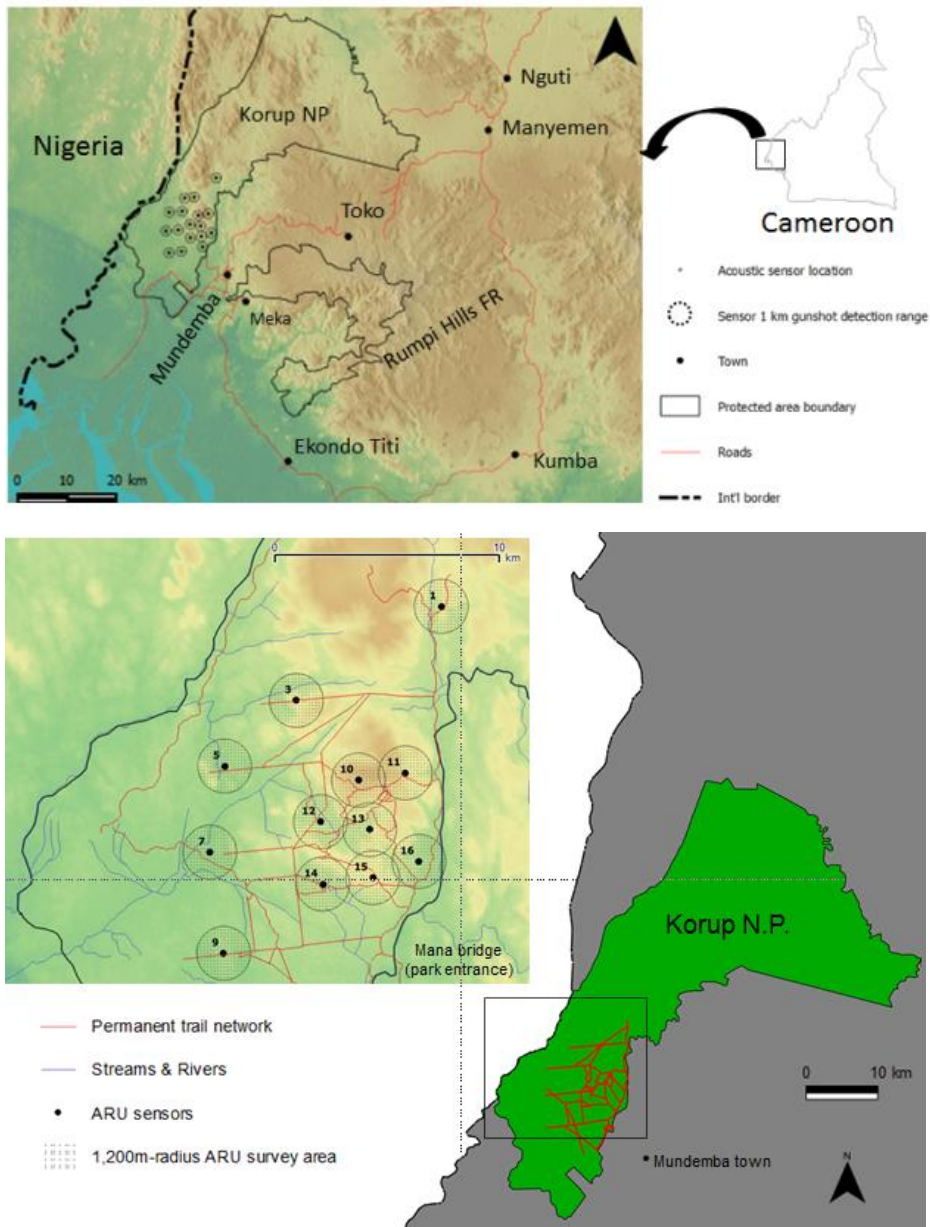 Nguti
Korup NP
Manyemen
Nigeria
Toko
Cameroon
Mundemba
Meka
Rumpi Hills FR
Ekondo Titi
Kumba
0 10 20 km
Acoustic sensor location
Sensor 1 km gunshot detection range
Town
Protected area boundary
Roads
Int'l border
0 10
km
1
3
5
10
11
12
13
7
16
14
15
9
Mana bridge
(park entrance)
Permanent trail network
Streams & Rivers
ARU sensors
1,200m-radius ARU survey area
Korup N.P.
0 10 km
Mundemba town
N